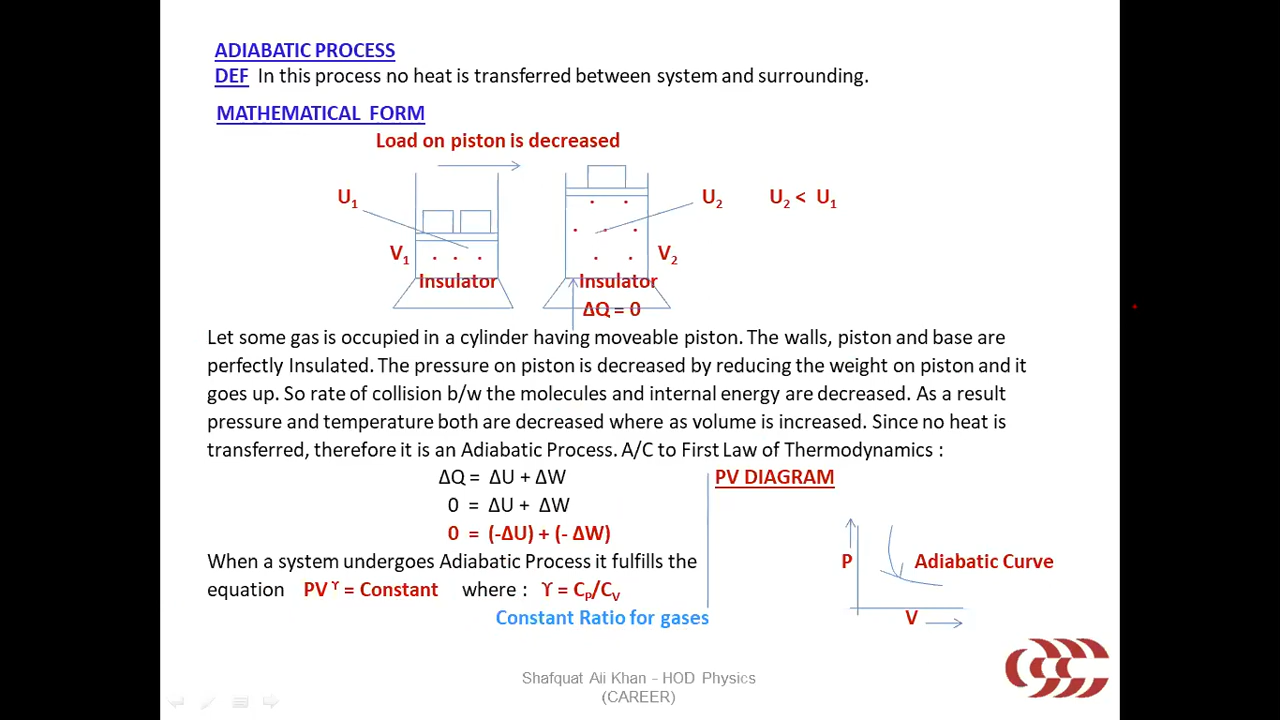 ADIABATIC PROCESS
DEF In this process no heat is transferred between system and surrounding.
MATHEMATICAL FORM
Load on piston is decreased
U₁ U₂ U₂ < U₁
V₁ V₂
Insulator Insulator
ΔQ = 0
Let some gas is occupied in a cylinder having moveable piston. The walls, piston and base are
perfectly Insulated. The pressure on piston is decreased by reducing the weight on piston and it
goes up. So rate of collision b/w the molecules and internal energy are decreased. As a result
pressure and temperature both are decreased where as volume is increased. Since no heat is
transferred, therefore it is an Adiabatic Process. A/C to First Law of Thermodynamics :
ΔQ = ΔU + ΔW
0 = ΔU + ΔW
0 = (-ΔU) + (- ΔW)
When a system undergoes Adiabatic Process it fulfills the
equation PV^ϒ = Constant where : ϒ = Cₚ/Cᵥ
Constant Ratio for gases
PV DIAGRAM
P Adiabatic Curve
V
Shafquat Ali Khan - HOD Physics
(CAREER)